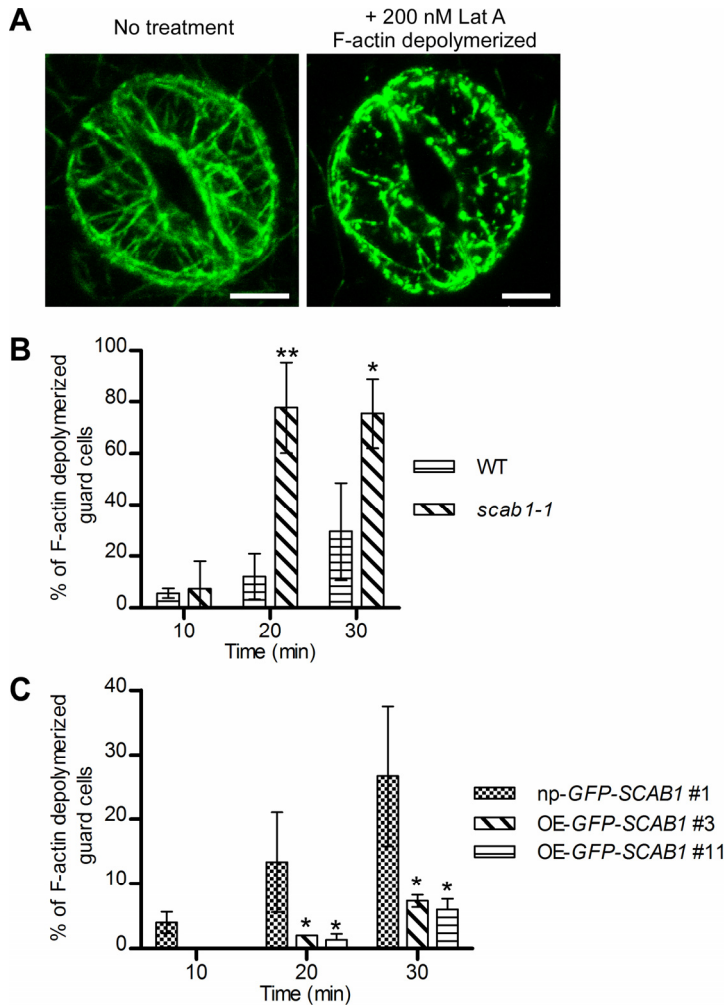 A
No treatment
+ 200 nM Lat A
F-actin depolymerized
B
% of F-actin depolymerized
guard cells
100
80
60
40
20
0
**
*
10
20
30
Time (min)
WT
scab1-1
C
% of F-actin depolymerized
guard cells
40
30
20
10
0
*
*
*
*
10
20
30
Time (min)
np-GFP-SCAB1 #1
OE-GFP-SCAB1 #3
OE-GFP-SCAB1 #11